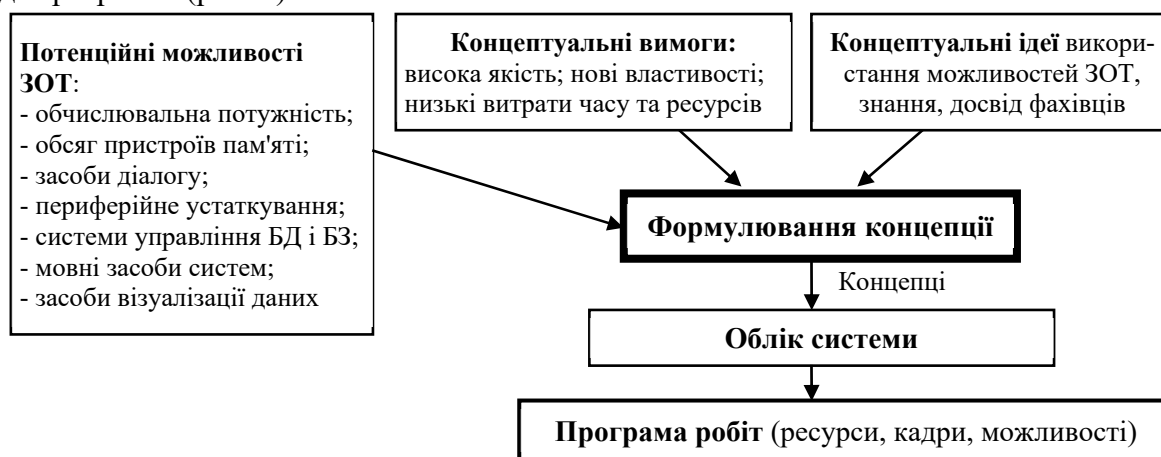 Потенційні можливості
ЗОТ:
- обчислювальна потужність;
- обсяг пристроїв пам'яті;
- засоби діалогу;
- периферійне устаткування;
- системи управління БД і БЗ;
- мовні засоби систем;
- засоби візуалізації даних
Концептуальні вимоги:
висока якість; нові властивості;
низькі витрати часу та ресурсів
Концептуальні ідеї викори-
стання можливостей ЗОТ,
знання, досвід фахівців
Формулювання концепції
Концепці
Облік системи
Програма робіт (ресурси, кадри, можливості)